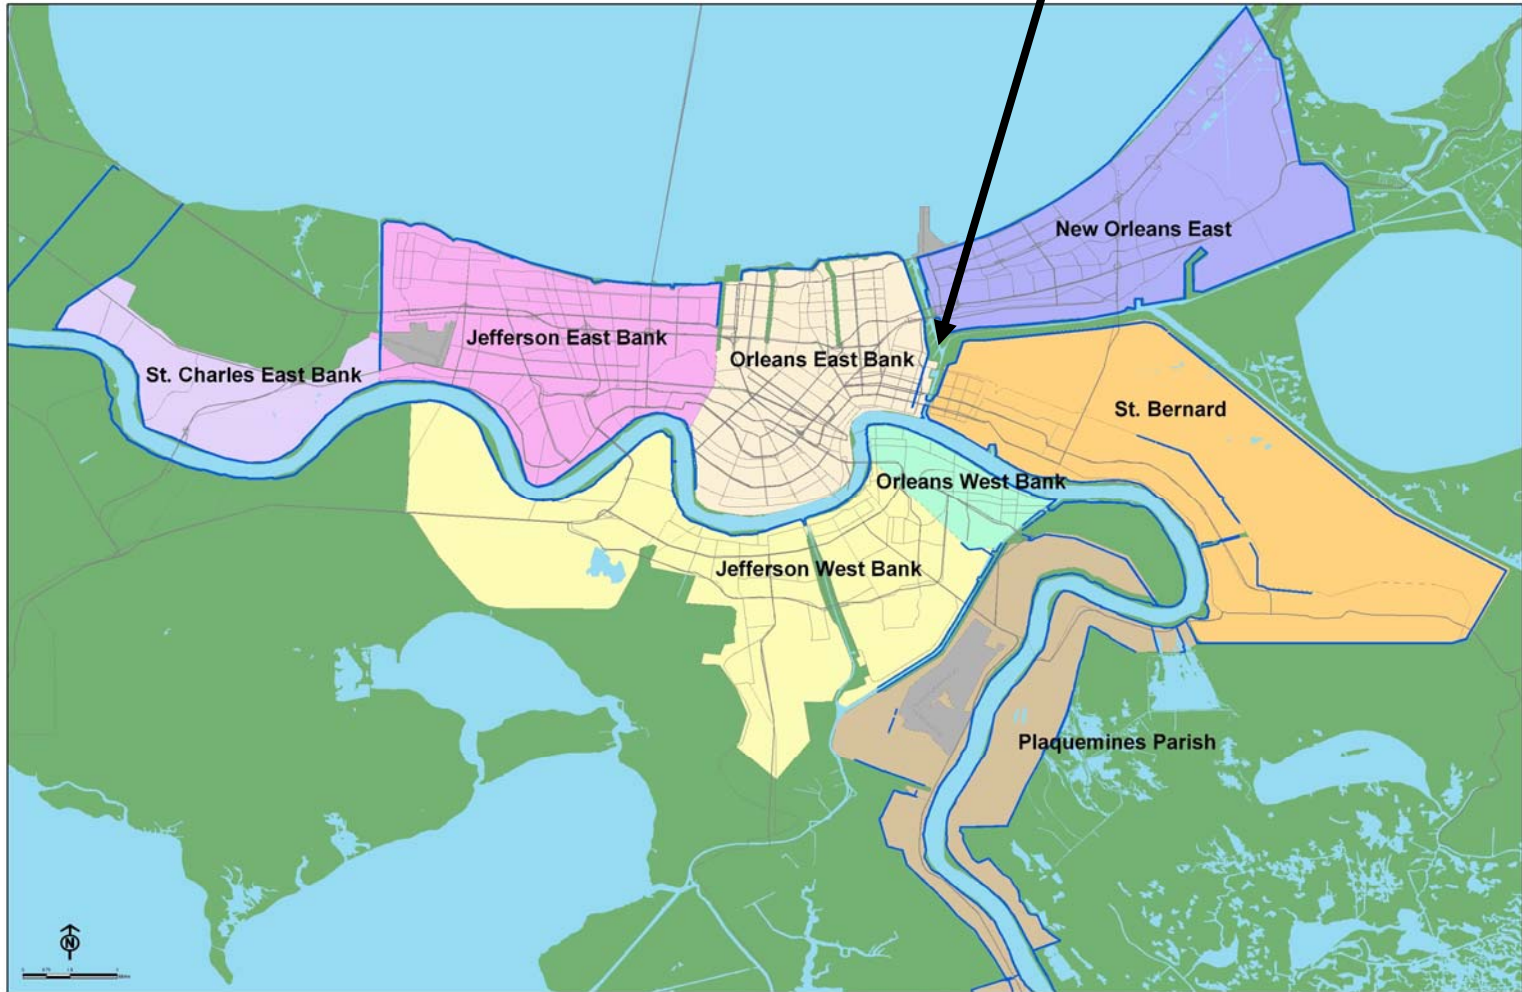 New Orleans East
Jefferson East Bank
Orleans East Bank
St. Charles East Bank
St. Bernard
Orleans West Bank
Jefferson West Bank
Plaquemines Parish
N